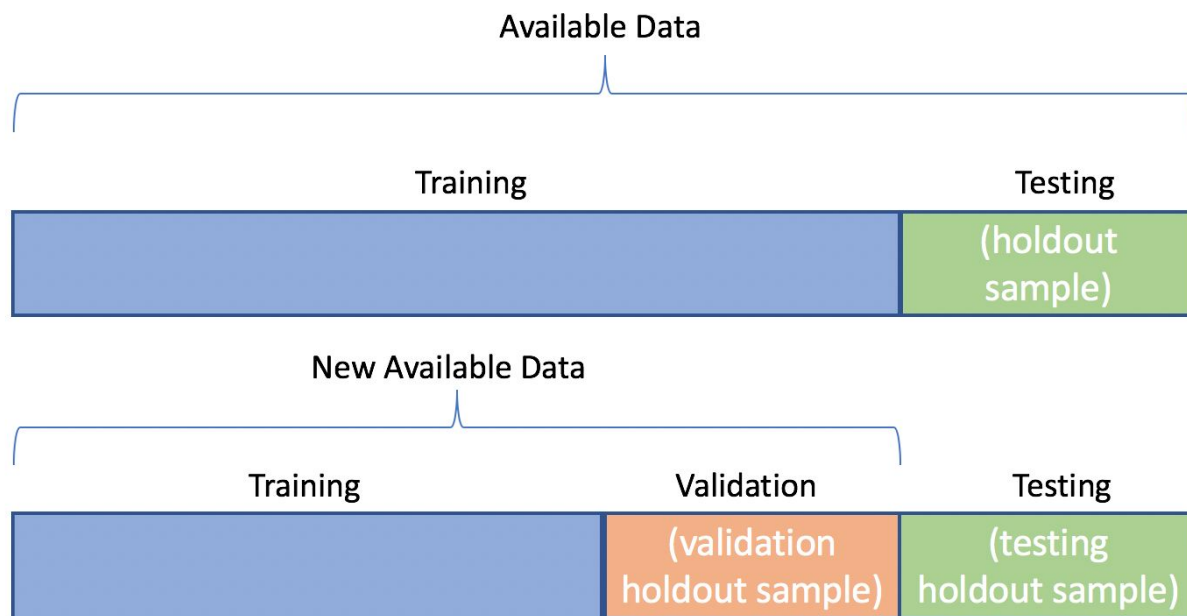 Available Data
Training Testing
(holdout
sample)
New Available Data
Training Validation Testing
(validation (testing
holdout sample) holdout sample)